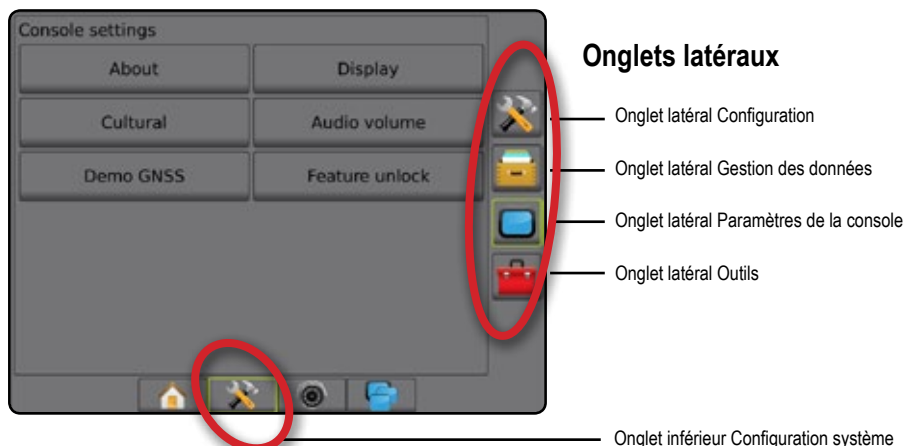 Console settings
About
Display
Cultural
Audio volume
Demo GNSS
Feature unlock
Onglets latéraux
Onglet latéral Configuration
Onglet latéral Gestion des données
Onglet latéral Paramètres de la console
Onglet latéral Outils
Onglet inférieur Configuration système